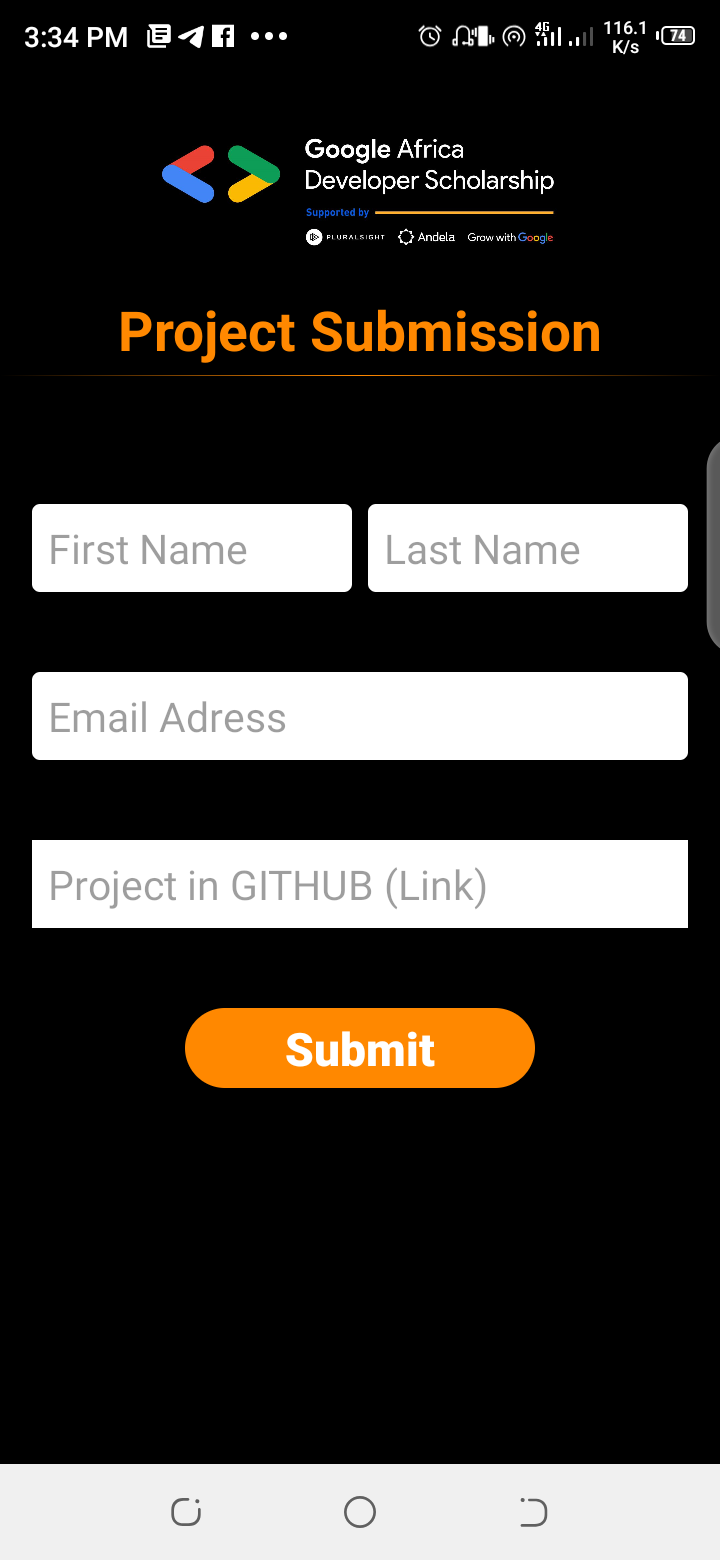 3:34 PM
4G
116.1
K/s
74
Google Africa
Developer Scholarship
Supported by
PLURALSIGHT Andela Grow with Google
Project Submission
First Name Last Name
Email Adress
Project in GITHUB (Link)
Submit